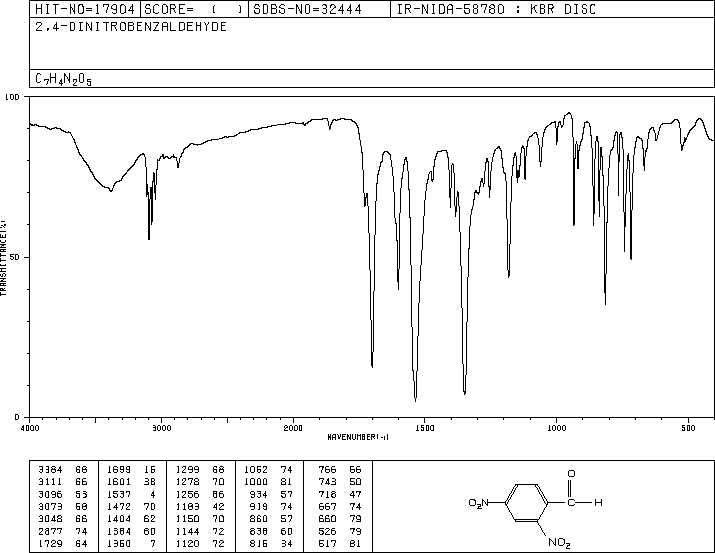 HIT-NO=17904 SCORE= ( ) SDBS-NO=32444 IR-NIDA-58780 : KBR DISC
2,4-DINITROBENZALDEHYDE
C7H4N2O5
100
50
0
TRANSMITTANCE(%)
4000 3000 2000 1500 1000 500
WAVENUMBER(-1)
3384 68 1699 15 1299 68 1062 74 766 66
3111 66 1601 38 1278 70 1000 81 743 50
3096 53 1537 4 1256 66 934 57 718 47
3073 58 1472 70 1183 42 919 74 667 74
3048 66 1404 62 1150 70 860 57 660 79
2877 74 1384 60 1144 72 838 60 526 79
1729 64 1350 7 1120 72 816 34 517 81
O
O2N C H
NO2